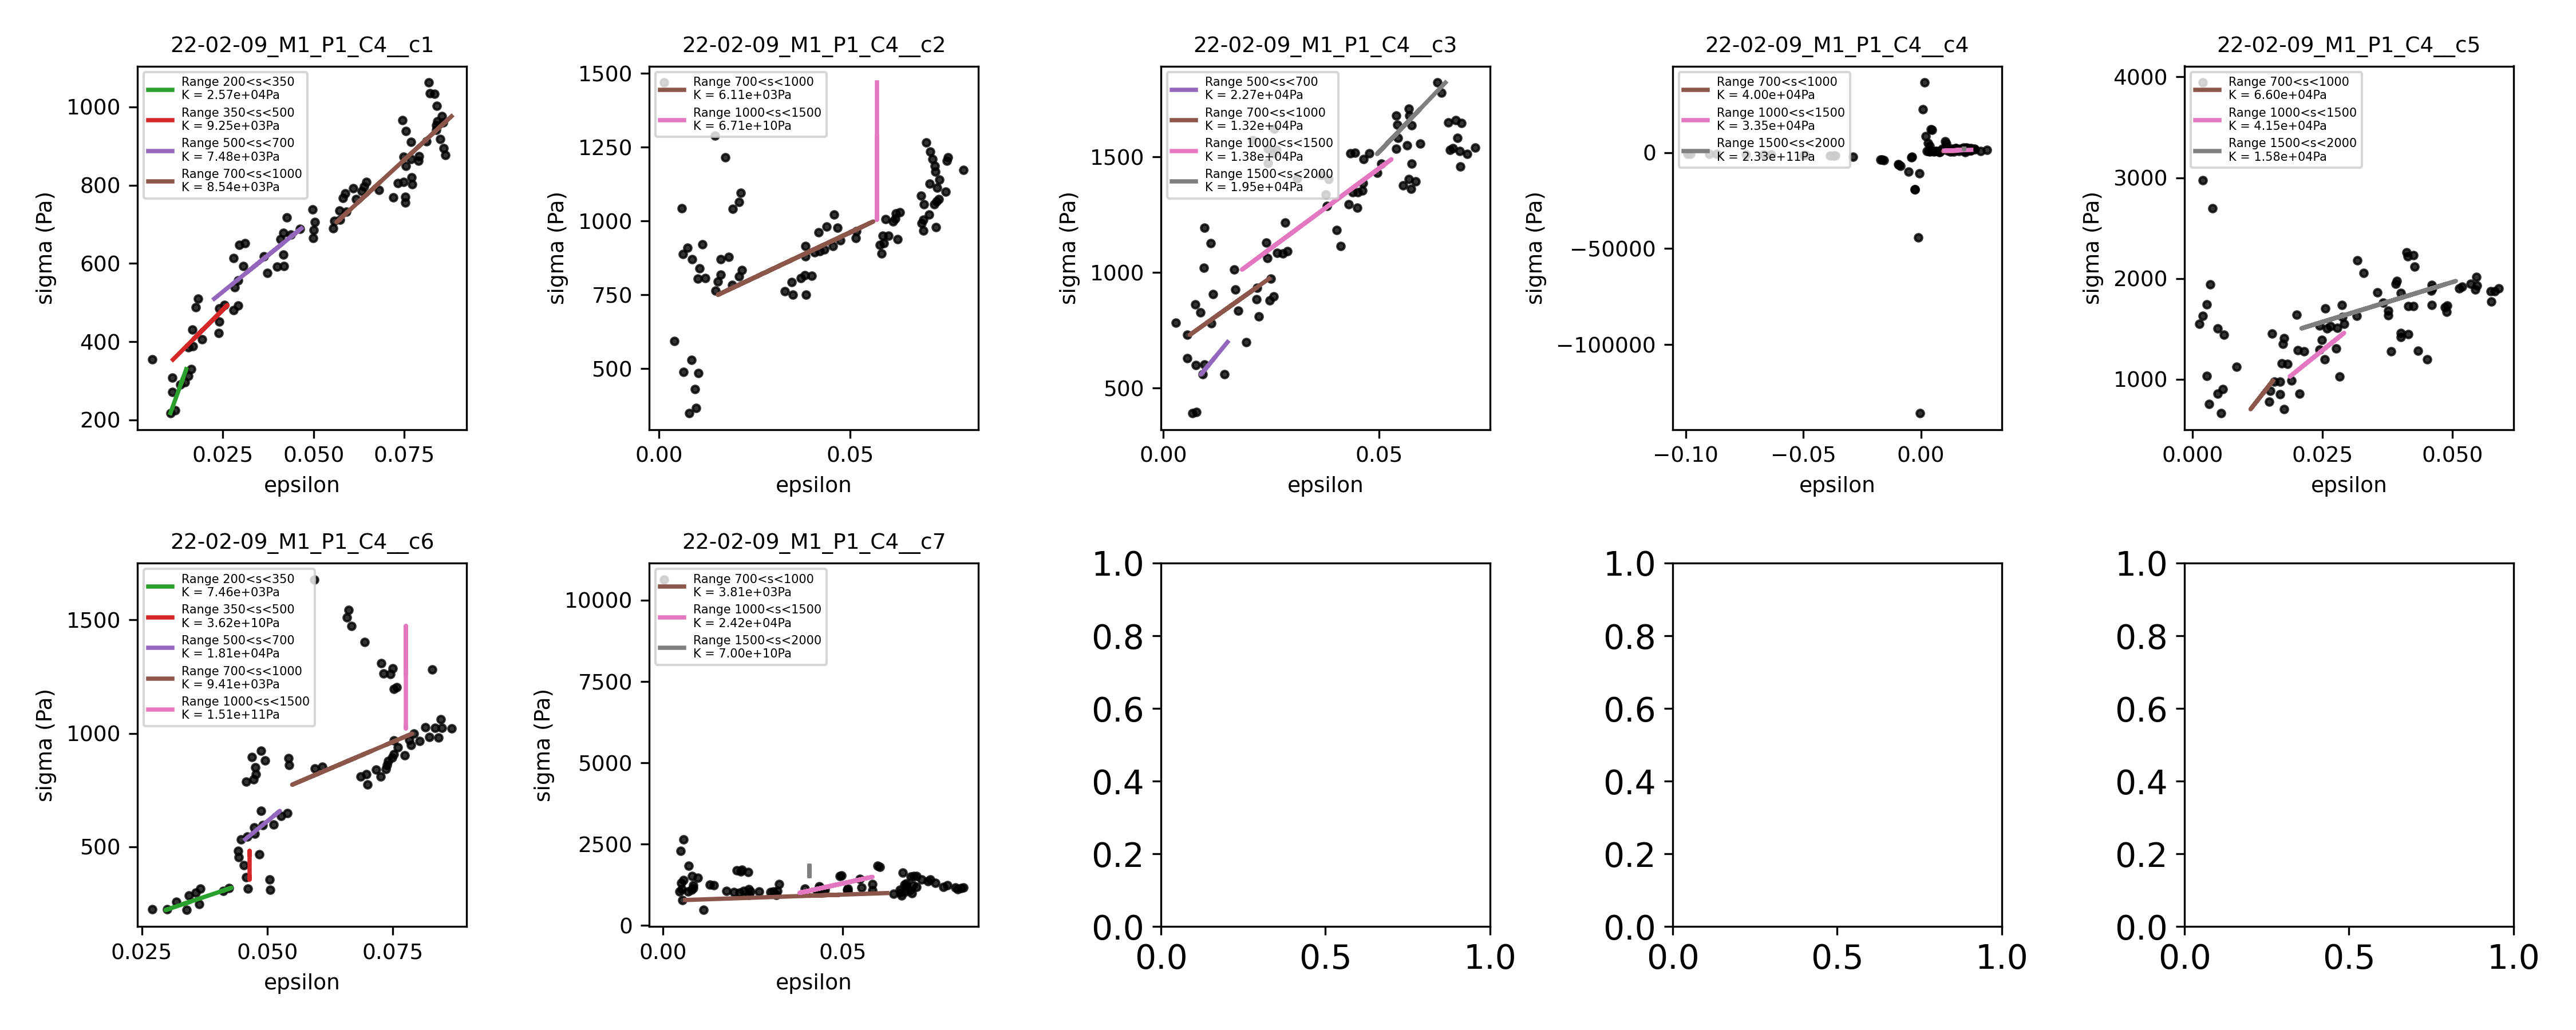 22-02-09_M1_P1_C4__c1
Range 200<s<350
K = 2.57e+04Pa
Range 350<s<500
K = 9.25e+03Pa
Range 500<s<700
K = 7.48e+03Pa
Range 700<s<1000
K = 8.54e+03Pa
1000
800
600
400
200
sigma (Pa)
0.025
0.050
0.075
epsilon
22-02-09_M1_P1_C4__c2
Range 700<s<1000
K = 6.11e+03Pa
Range 1000<s<1500
K = 6.71e+10Pa
1500
1250
1000
750
500
sigma (Pa)
0.00
0.05
epsilon
22-02-09_M1_P1_C4__c3
Range 500<s<700
K = 2.27e+04Pa
Range 700<s<1000
K = 1.32e+04Pa
Range 1000<s<1500
K = 1.38e+04Pa
Range 1500<s<2000
K = 1.95e+04Pa
1500
1000
500
sigma (Pa)
0.00
0.05
epsilon
22-02-09_M1_P1_C4__c4
Range 700<s<1000
K = 4.00e+04Pa
Range 1000<s<1500
K = 3.35e+04Pa
Range 1500<s<2000
K = 2.33e+11Pa
0
−50000
−100000
sigma (Pa)
−0.10
−0.05
0.00
epsilon
22-02-09_M1_P1_C4__c5
Range 700<s<1000
K = 6.60e+04Pa
Range 1000<s<1500
K = 4.15e+04Pa
Range 1500<s<2000
K = 1.58e+04Pa
4000
3000
2000
1000
sigma (Pa)
0.000
0.025
0.050
epsilon
22-02-09_M1_P1_C4__c6
Range 200<s<350
K = 7.46e+03Pa
Range 350<s<500
K = 3.62e+10Pa
Range 500<s<700
K = 1.81e+04Pa
Range 700<s<1000
K = 9.41e+03Pa
Range 1000<s<1500
K = 1.51e+11Pa
1500
1000
500
sigma (Pa)
0.025
0.050
0.075
epsilon
22-02-09_M1_P1_C4__c7
Range 700<s<1000
K = 3.81e+03Pa
Range 1000<s<1500
K = 2.42e+04Pa
Range 1500<s<2000
K = 7.00e+10Pa
10000
7500
5000
2500
0
sigma (Pa)
0.00
0.05
epsilon
1.0
0.8
0.6
0.4
0.2
0.0
0.0
0.5
1.0
1.0
0.8
0.6
0.4
0.2
0.0
0.0
0.5
1.0
1.0
0.8
0.6
0.4
0.2
0.0
0.0
0.5
1.0